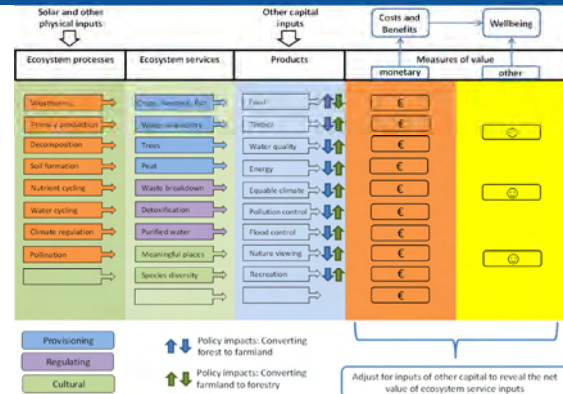 Solar and other
physical inputs
Other capital
inputs
Costs and
Benefits
Wellbeing
Ecosystem processes
Ecosystem services
Products
Measures of value
monetary
other
Weathering
Crops, livestock, fish
Food
€
Primary production
Water
Timber
€
Decomposition
Trees
Water quality
€
Soil formation
Peat
Energy
€
Nutrient cycling
Waste breakdown
Equable climate
€
Water cycling
Detoxification
Pollution control
€
Climate regulation
Purified water
Flood control
€
Pollination
Meaningful places
Nature viewing
€
Species diversity
Recreation
€
€
Provisioning
Regulating
Cultural
Policy impacts: Converting
forest to farmland
Policy impacts: Converting
farmland to forestry
Adjust for inputs of other capital to reveal the net
value of ecosystem service inputs